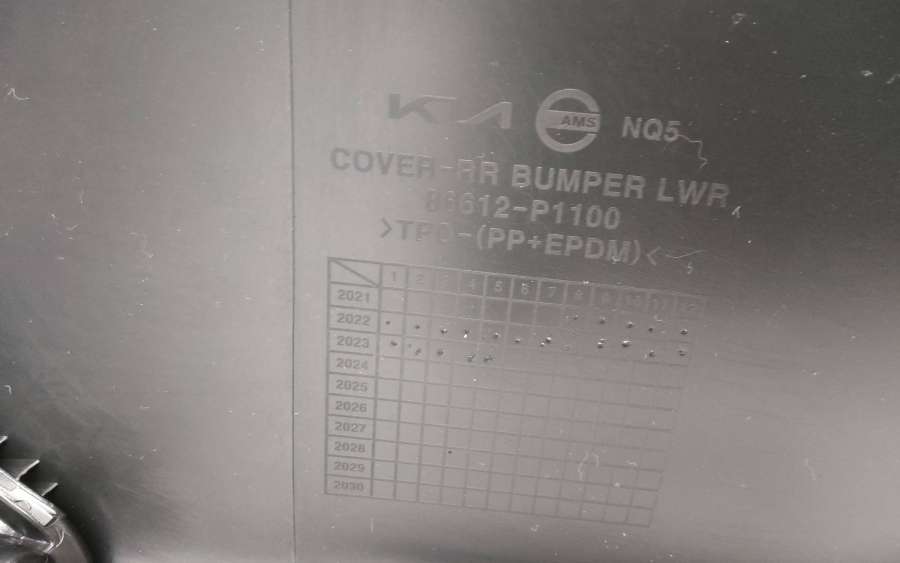 KIA AMS NQ5
COVER-RR BUMPER LWR
86612-P1100
>TPO-(PP+EPDM)<
1 2 3 4 5 6 7 8 9 10 11 12
2021
2022
2023
2024
2025
2026
2027
2028
2029
2030